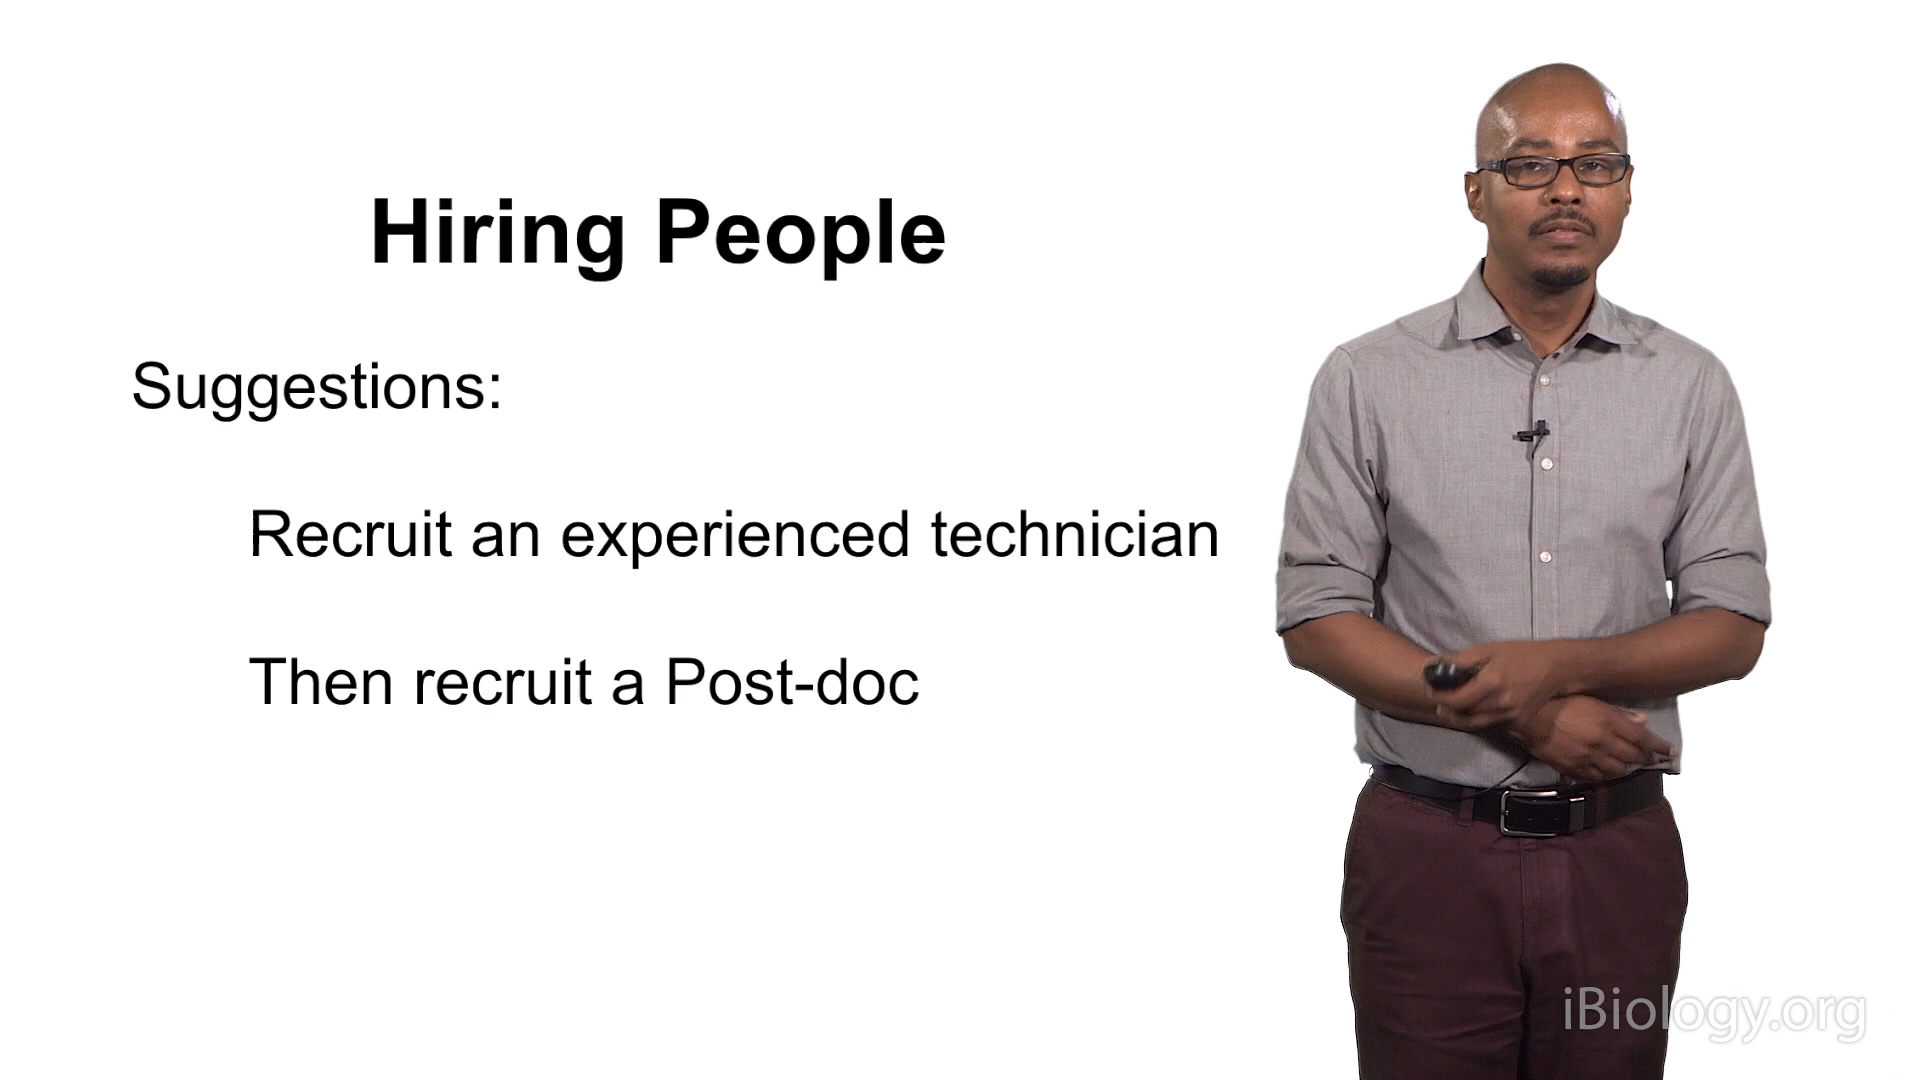 Hiring People
Suggestions:
Recruit an experienced technician
Then recruit a Post-doc
iBiology.org